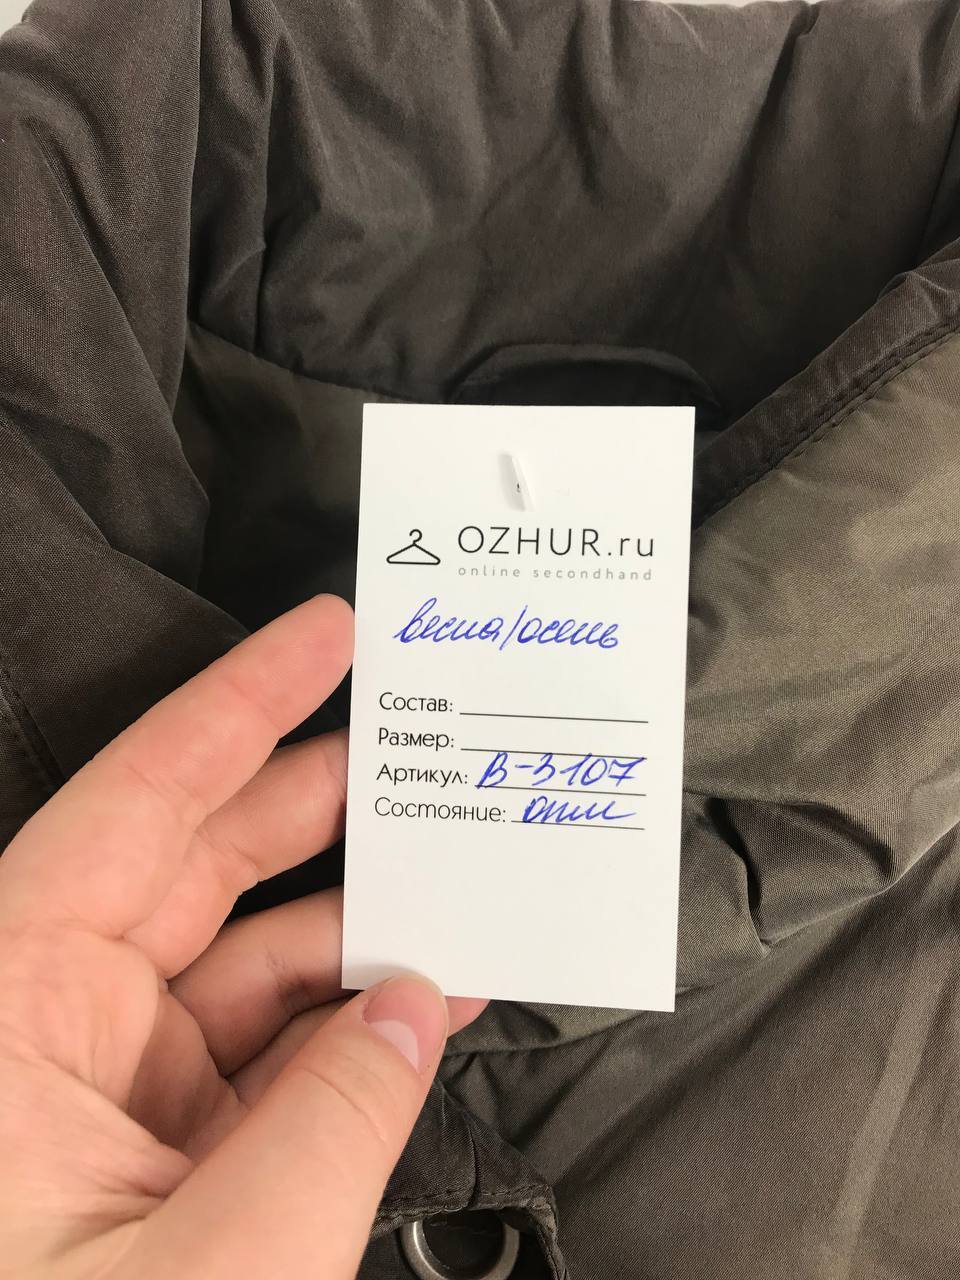 OZHUR.ru
online secondhand
весна/осень
Состав:
Размер:
Артикул: В-3107
Состояние: отл